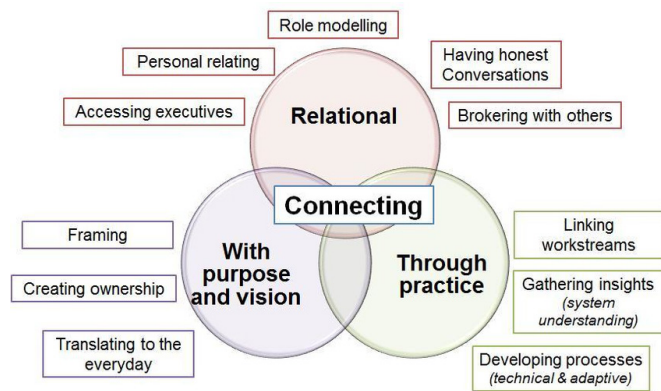 Role modelling
Personal relating
Having honest
Conversations
Accessing executives
Relational
Brokering with others
Connecting
Framing
With
purpose
and vision
Creating ownership
Translating to the
everyday
Through
practice
Linking
workstreams
Gathering insights
(system
understanding)
Developing processes
(technical & adaptive)